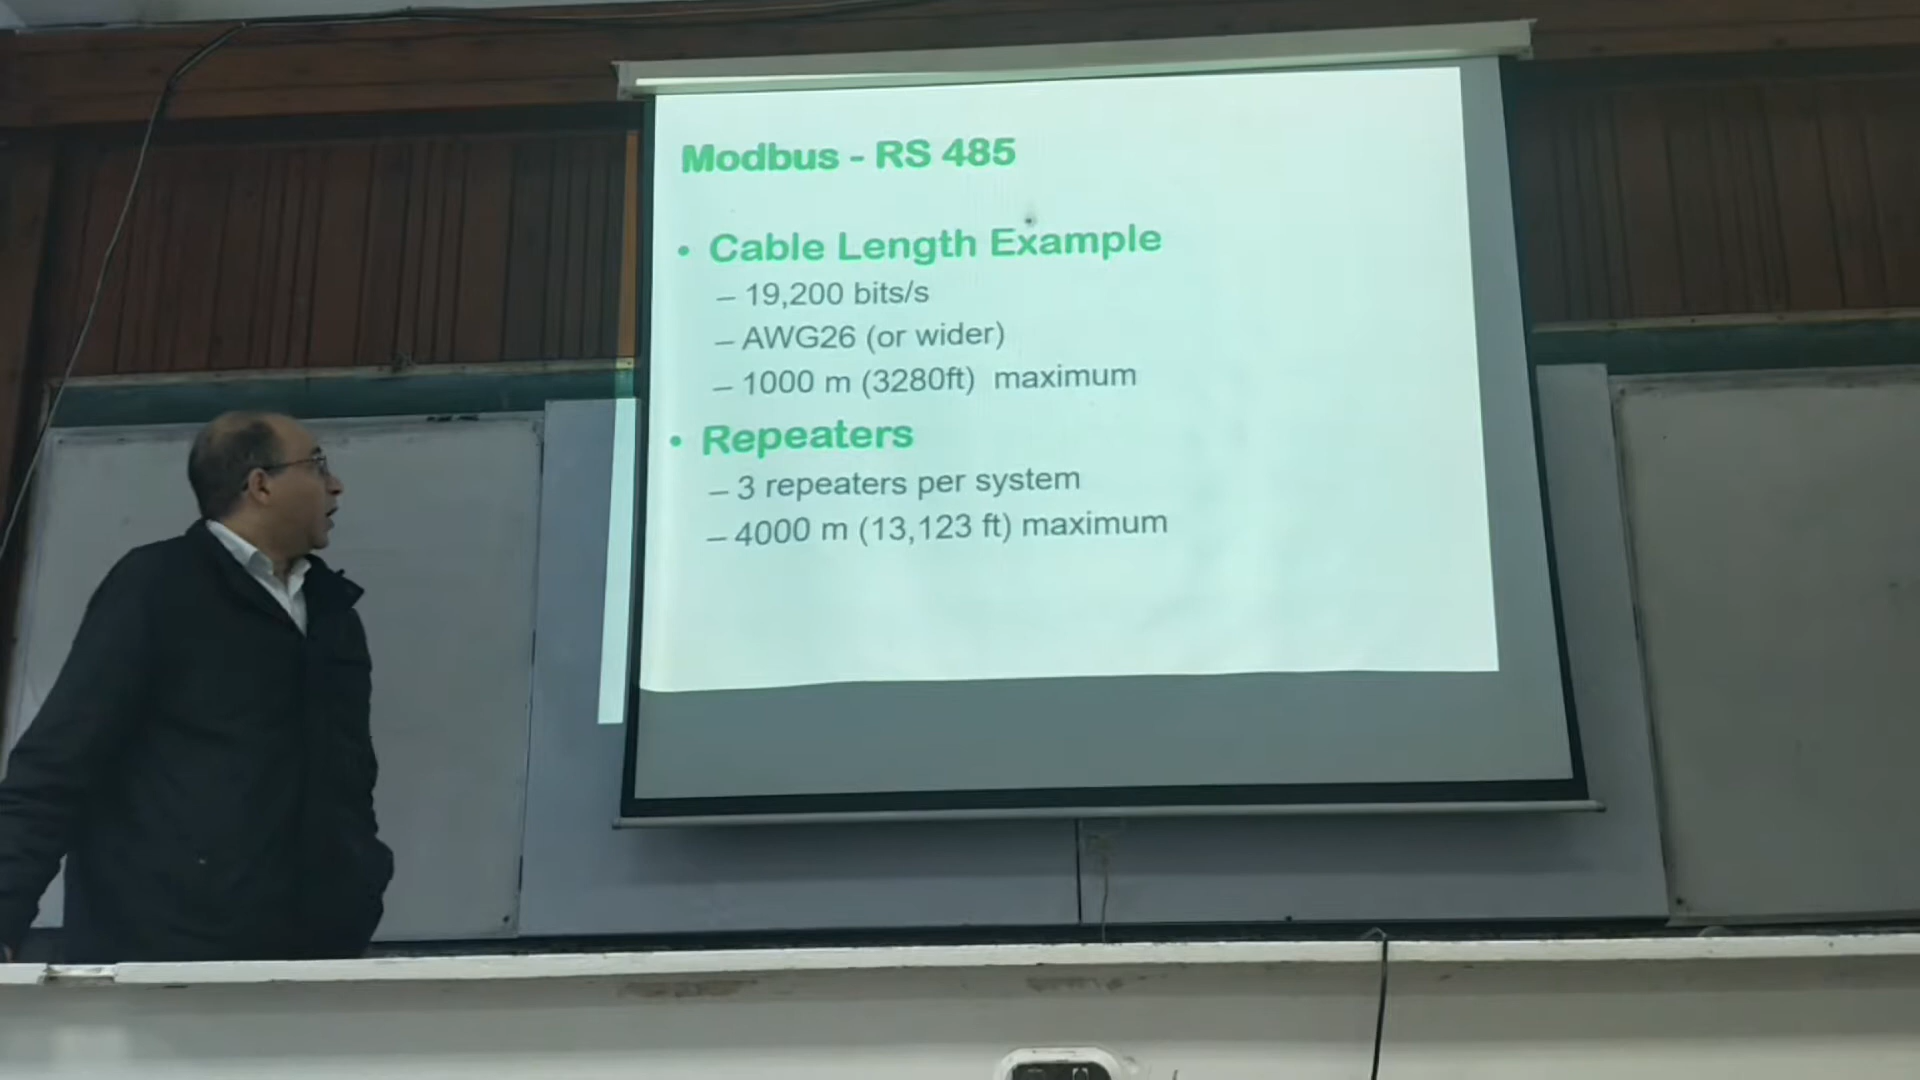 Modbus - RS 485
• Cable Length Example
– 19,200 bits/s
– AWG26 (or wider)
– 1000 m (3280ft) maximum
• Repeaters
– 3 repeaters per system
– 4000 m (13,123 ft) maximum